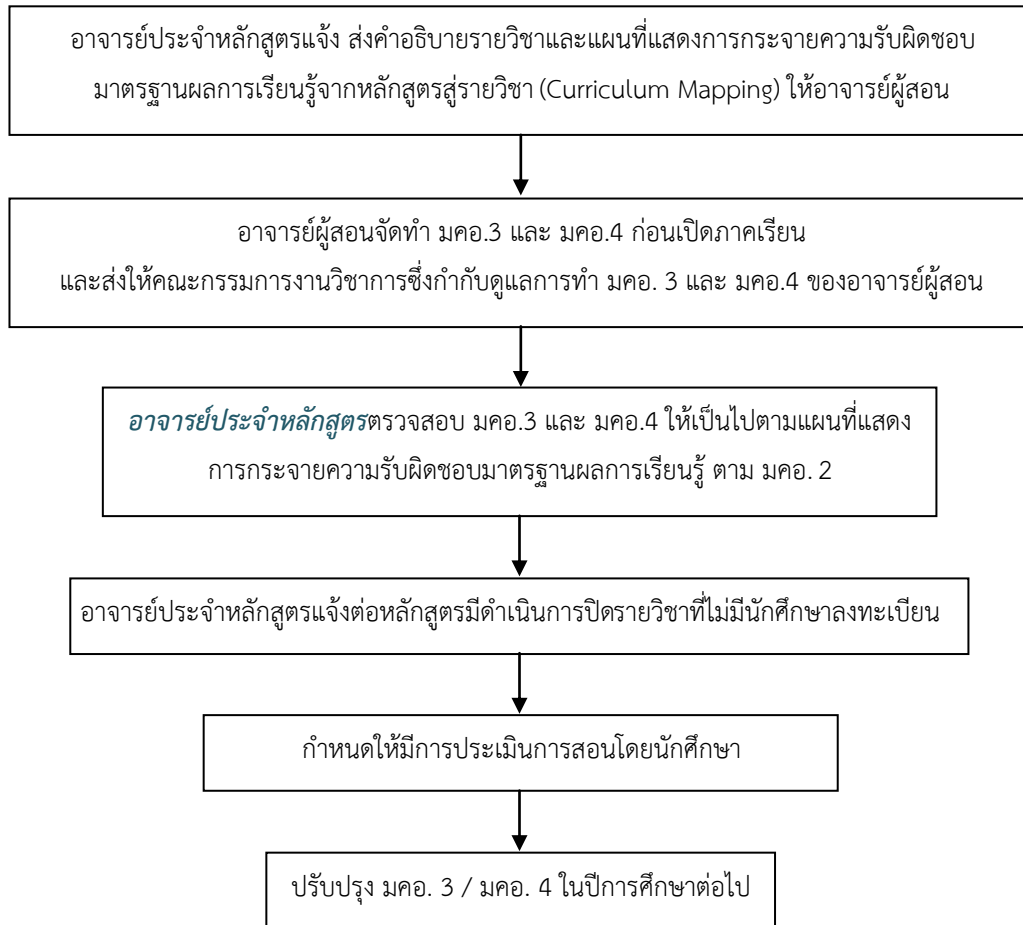 อาจารย์ประจำหลักสูตรแจ้ง ส่งคำอธิบายรายวิชาและแผนที่แสดงการกระจายความรับผิดชอบ
มาตรฐานผลการเรียนรู้จากหลักสูตรสู่รายวิชา (Curriculum Mapping) ให้อาจารย์ผู้สอน
อาจารย์ผู้สอนจัดทำ มคอ.3 และ มคอ.4 ก่อนเปิดภาคเรียน
และส่งให้คณะกรรมการงานวิชาการซึ่งกำกับดูแลการทำ มคอ. 3 และ มคอ.4 ของอาจารย์ผู้สอน
อาจารย์ประจำหลักสูตรตรวจสอบ มคอ.3 และ มคอ.4 ให้เป็นไปตามแผนที่แสดง
การกระจายความรับผิดชอบมาตรฐานผลการเรียนรู้ ตาม มคอ. 2
อาจารย์ประจำหลักสูตรแจ้งต่อหลักสูตรมีดำเนินการปิดรายวิชาที่ไม่มีนักศึกษาลงทะเบียน
กำหนดให้มีการประเมินการสอนโดยนักศึกษา
ปรับปรุง มคอ. 3 / มคอ. 4 ในปีการศึกษาต่อไป